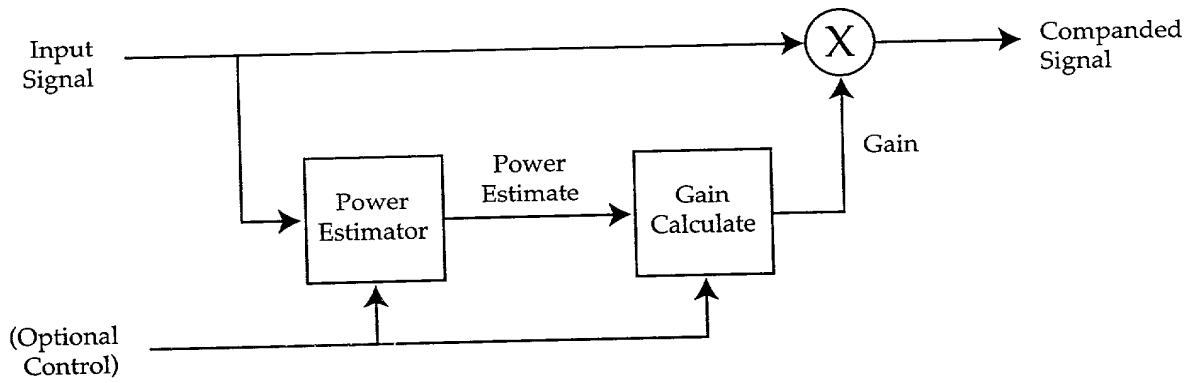 Input
Signal
X
Companded
Signal
Gain
Power
Estimate
Power
Estimator
Gain
Calculate
(Optional
Control)